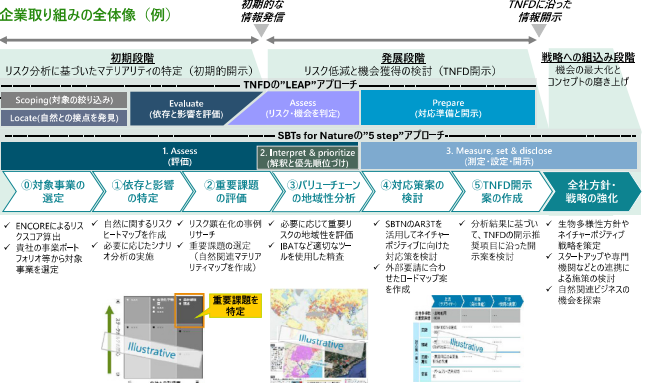 企業取り組みの全体像（例）
初期的な
情報発信
TNFDに沿った
情報開示
初期段階
リスク分析に基づいたマテリアリティの特定（初期的開示）
発展段階
リスク低減と機会獲得の検討（TNFD開示）
戦略への組込み段階
機会の最大化と
コンセプトの磨き上げ
TNFDの"LEAP"アプローチ
Scoping(対象の絞り込み)
Locate(自然との接点を発見)
Evaluate
(依存と影響を評価)
Assess
(リスク・機会を判定)
Prepare
(対応準備と開示)
SBTs for Natureの"5 step"アプローチ
1. Assess
(評価)
2. Interpret & prioritize
(解釈と優先順位づけ)
3. Measure, set & disclose
(測定・設定・開示)
⓪対象事業の
選定
①依存と影響
の特定
②重要課題
の評価
③バリューチェーン
の地域性分析
④対応策案の
検討
⑤TNFD開示
案の作成
全社方針・
戦略の強化
✓ ENCOREによるリス
クスコア算出
✓ 貴社の事業ポート
フォリオ等から対象
事業を選定
✓ 自然に関するリスク
ヒートマップを作成
✓ 必要に応じたシナリ
オ分析の実施
✓ リスク顕在化の事例
リサーチ
✓ 重要課題の選定
（自然関連マテリア
リティマップを作成）
✓ 必要に応じて重要リ
スクの地域性を評価
✓ IBATなど適切なツー
ルを使用した精査
✓ SBTNのAR3Tを
活用してネイチャー
ポジティブに向けた
対応策を検討
✓ 外部要請に合わ
せたロードマップ案
を作成
✓ 分析結果に基づい
て、TNFDの開示推
奨項目に沿った開
示案を検討
✓ 生物多様性方針や
ネイチャーポジティブ
戦略を策定
✓ スタートアップや専門
機関などとの連携に
よる施策の検討
✓ 自然関連ビジネスの
機会を探索
重要課題を
特定
Illustrative
Illustrative
Illustrative